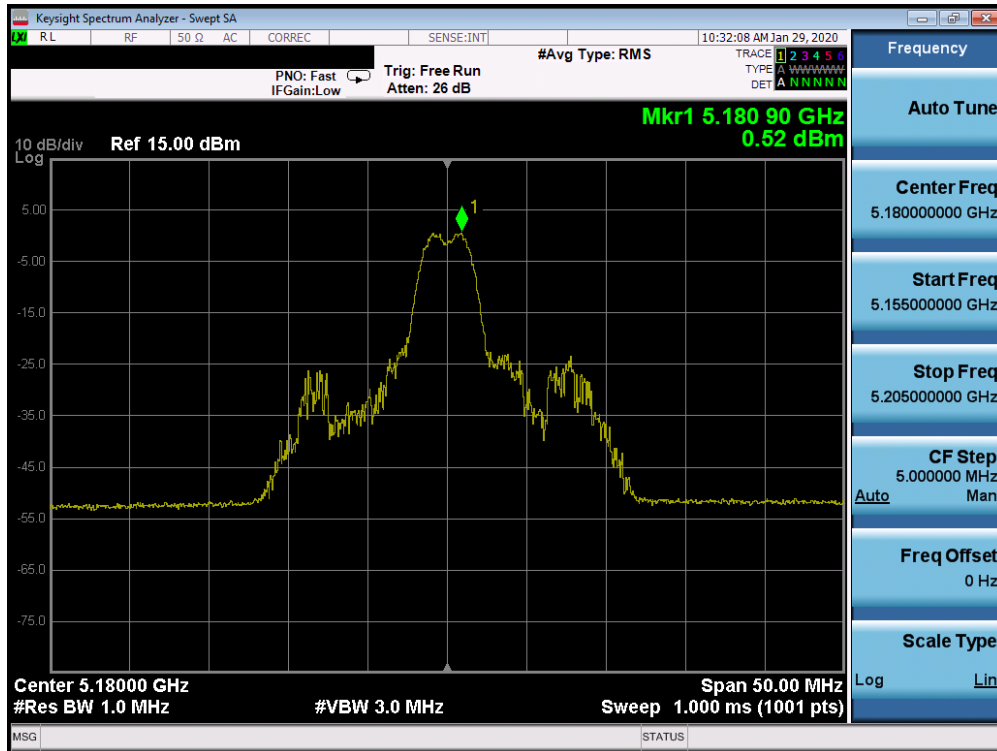 Keysight Spectrum Analyzer - Swept SA
LXI RL RF 50 Ω AC CORREC SENSE:INT 10:32:08 AM Jan 29, 2020
#Avg Type: RMS TRACE 1 2 3 4 5 6
PNO: Fast Trig: Free Run TYPE A WWWWW
IFGain:Low Atten: 26 dB DET A N N N N N
Mkr1 5.180 90 GHz
0.52 dBm
10 dB/div Ref 15.00 dBm
Log
1
5.00
-5.00
-15.0
-25.0
-35.0
-45.0
-55.0
-65.0
-75.0
Center 5.18000 GHz Span 50.00 MHz
#Res BW 1.0 MHz #VBW 3.0 MHz Sweep 1.000 ms (1001 pts)
MSG STATUS
Frequency
Auto Tune
Center Freq
5.180000000 GHz
Start Freq
5.155000000 GHz
Stop Freq
5.205000000 GHz
CF Step
5.000000 MHz
Auto Man
Freq Offset
0 Hz
Scale Type
Log Lin